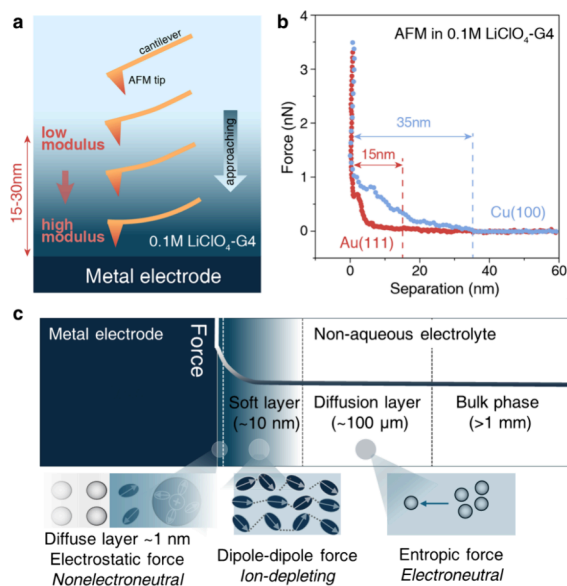 a
cantilever
AFM tip
low
modulus
approaching
15-30nm
high
modulus
0.1M LiClO₄-G4
Metal electrode
b
AFM in 0.1M LiClO₄-G4
Force (nN)
4
3
2
1
0
35nm
15nm
Cu(100)
Au(111)
0 20 40 60
Separation (nm)
c
Metal electrode
Force
Non-aqueous electrolyte
Soft layer
(~10 nm)
Diffusion layer
(~100 μm)
Bulk phase
(>1 mm)
Diffuse layer ~1 nm
Electrostatic force
Nonelectroneutral
Dipole-dipole force
Ion-depleting
Entropic force
Electroneutral